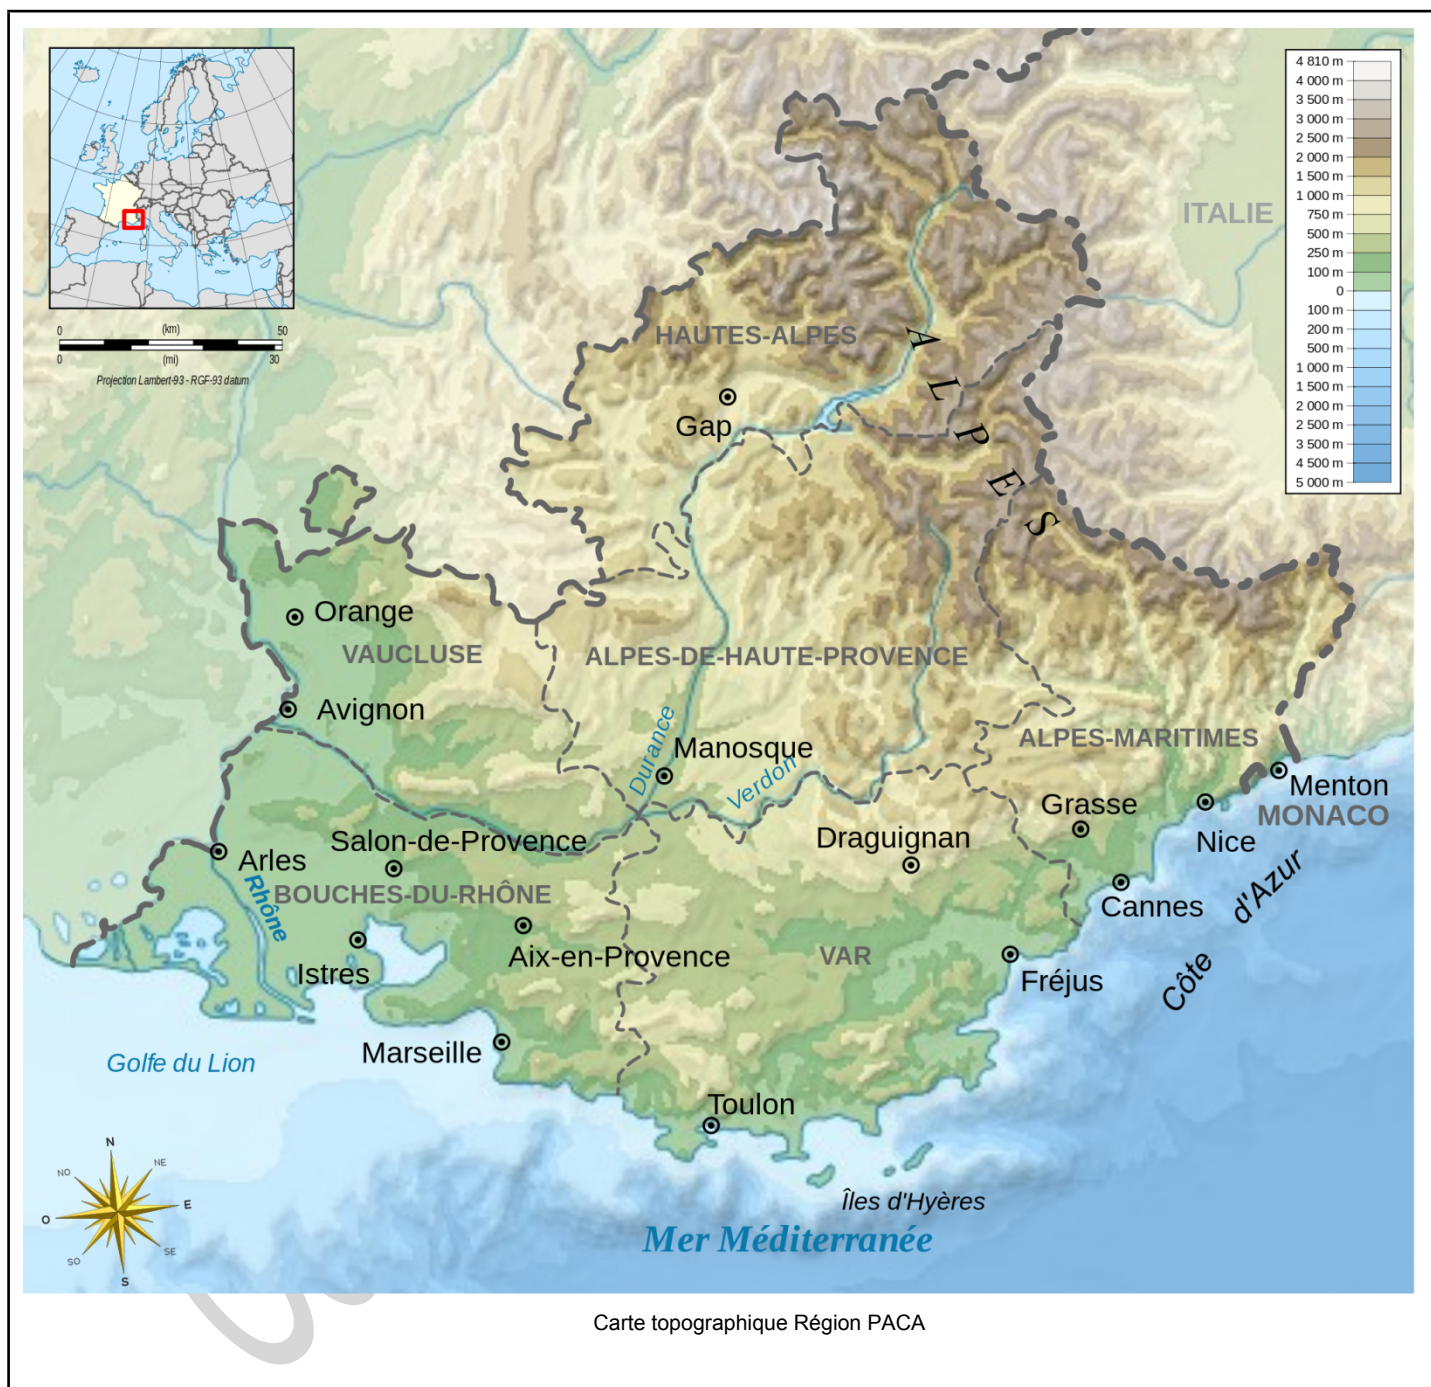 4 810 m
4 000 m
3 500 m
3 000 m
2 500 m
2 000 m
1 500 m
1 000 m
750 m
500 m
250 m
100 m
0
100 m
200 m
500 m
1 000 m
1 500 m
2 000 m
2 500 m
3 500 m
4 500 m
5 000 m
ITALIE
0 (km) 50
0 (mi) 30
Projection Lambert-93 - RGF-93 datum
HAUTES-ALPES
ALPES
Gap
Orange
VAUCLUSE
ALPES-DE-HAUTE-PROVENCE
Avignon
Durance
Manosque
Verdon
ALPES-MARITIMES
Menton
MONACO
Grasse
Nice
Draguignan
Salon-de-Provence
Arles
Rhône
BOUCHES-DU-RHÔNE
Cannes
Côte d'Azur
Istres
Aix-en-Provence
VAR
Fréjus
Marseille
Golfe du Lion
Toulon
Îles d'Hyères
Mer Méditerranée
N
NO
NE
O
E
SO
SE
S
Carte topographique Région PACA